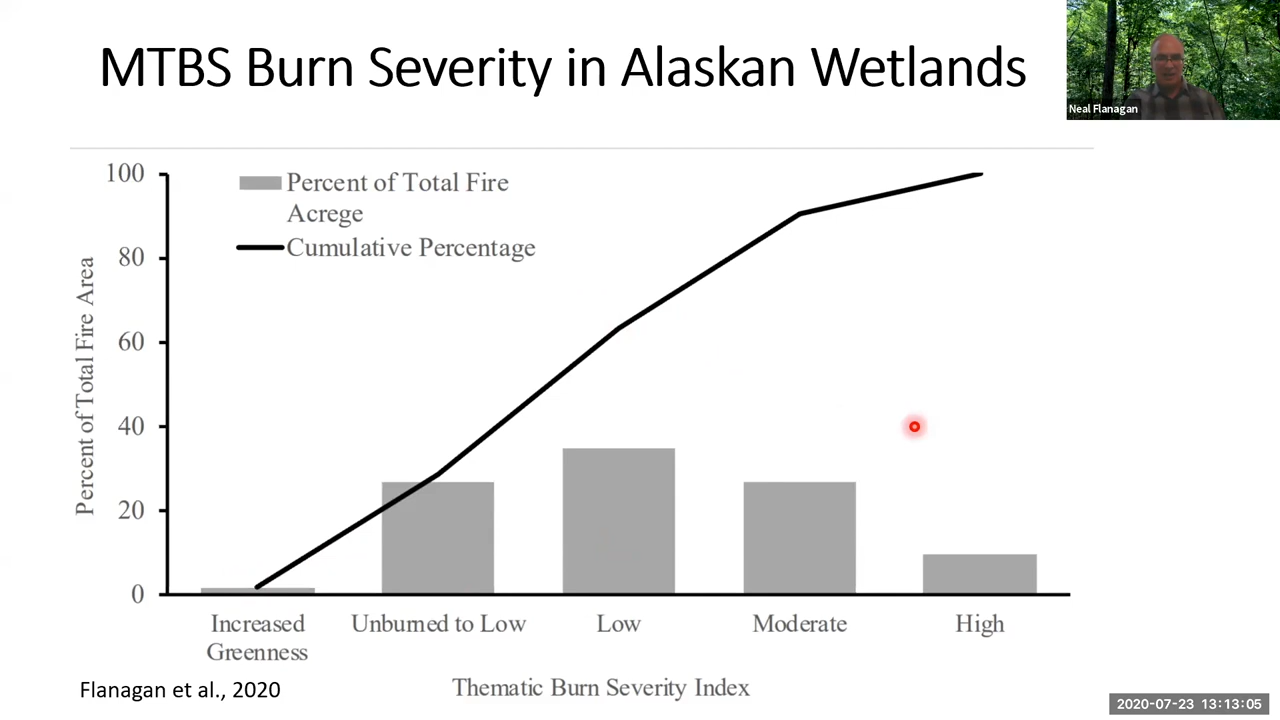 MTBS Burn Severity in Alaskan Wetlands
Neal Flanagan
Percent of Total Fire
Acrege
Cumulative Percentage
Percent of Total Fire Area
100
80
60
40
20
0
Increased
Greenness
Unburned to Low
Low
Moderate
High
Thematic Burn Severity Index
Flanagan et al., 2020
2020-07-23 13:13:05